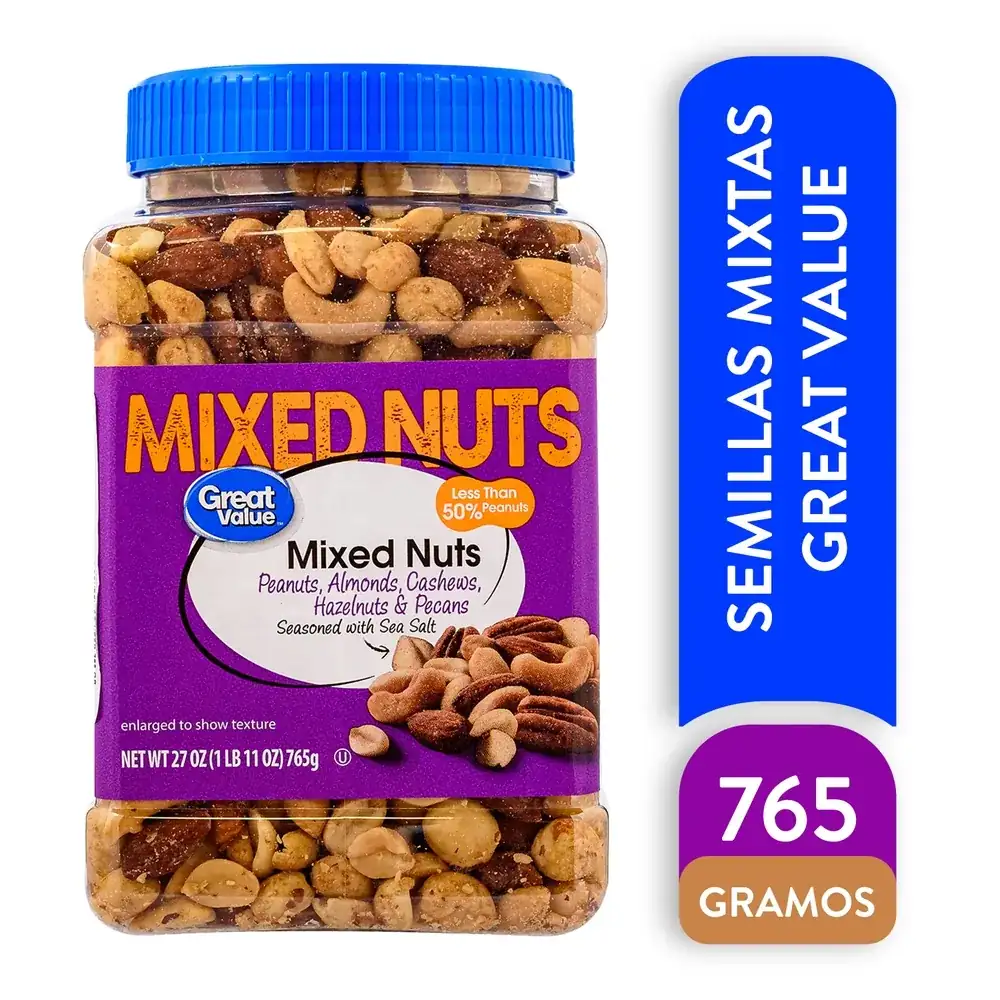 MIXED NUTS
Great
Value
Less Than
50% Peanuts
Mixed Nuts
Peanuts, Almonds, Cashews,
Hazelnuts & Pecans
Seasoned with Sea Salt
enlarged to show texture
NET WT 27 OZ (1 LB 11 OZ) 765g
U
SEMILLAS MIXTAS
GREAT VALUE
765
GRAMOS